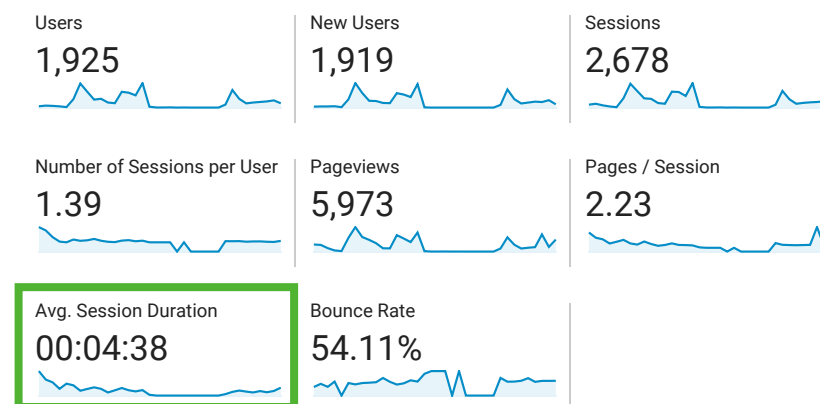 Users
1,925
New Users
1,919
Sessions
2,678
Number of Sessions per User
1.39
Pageviews
5,973
Pages / Session
2.23
Avg. Session Duration
00:04:38
Bounce Rate
54.11%